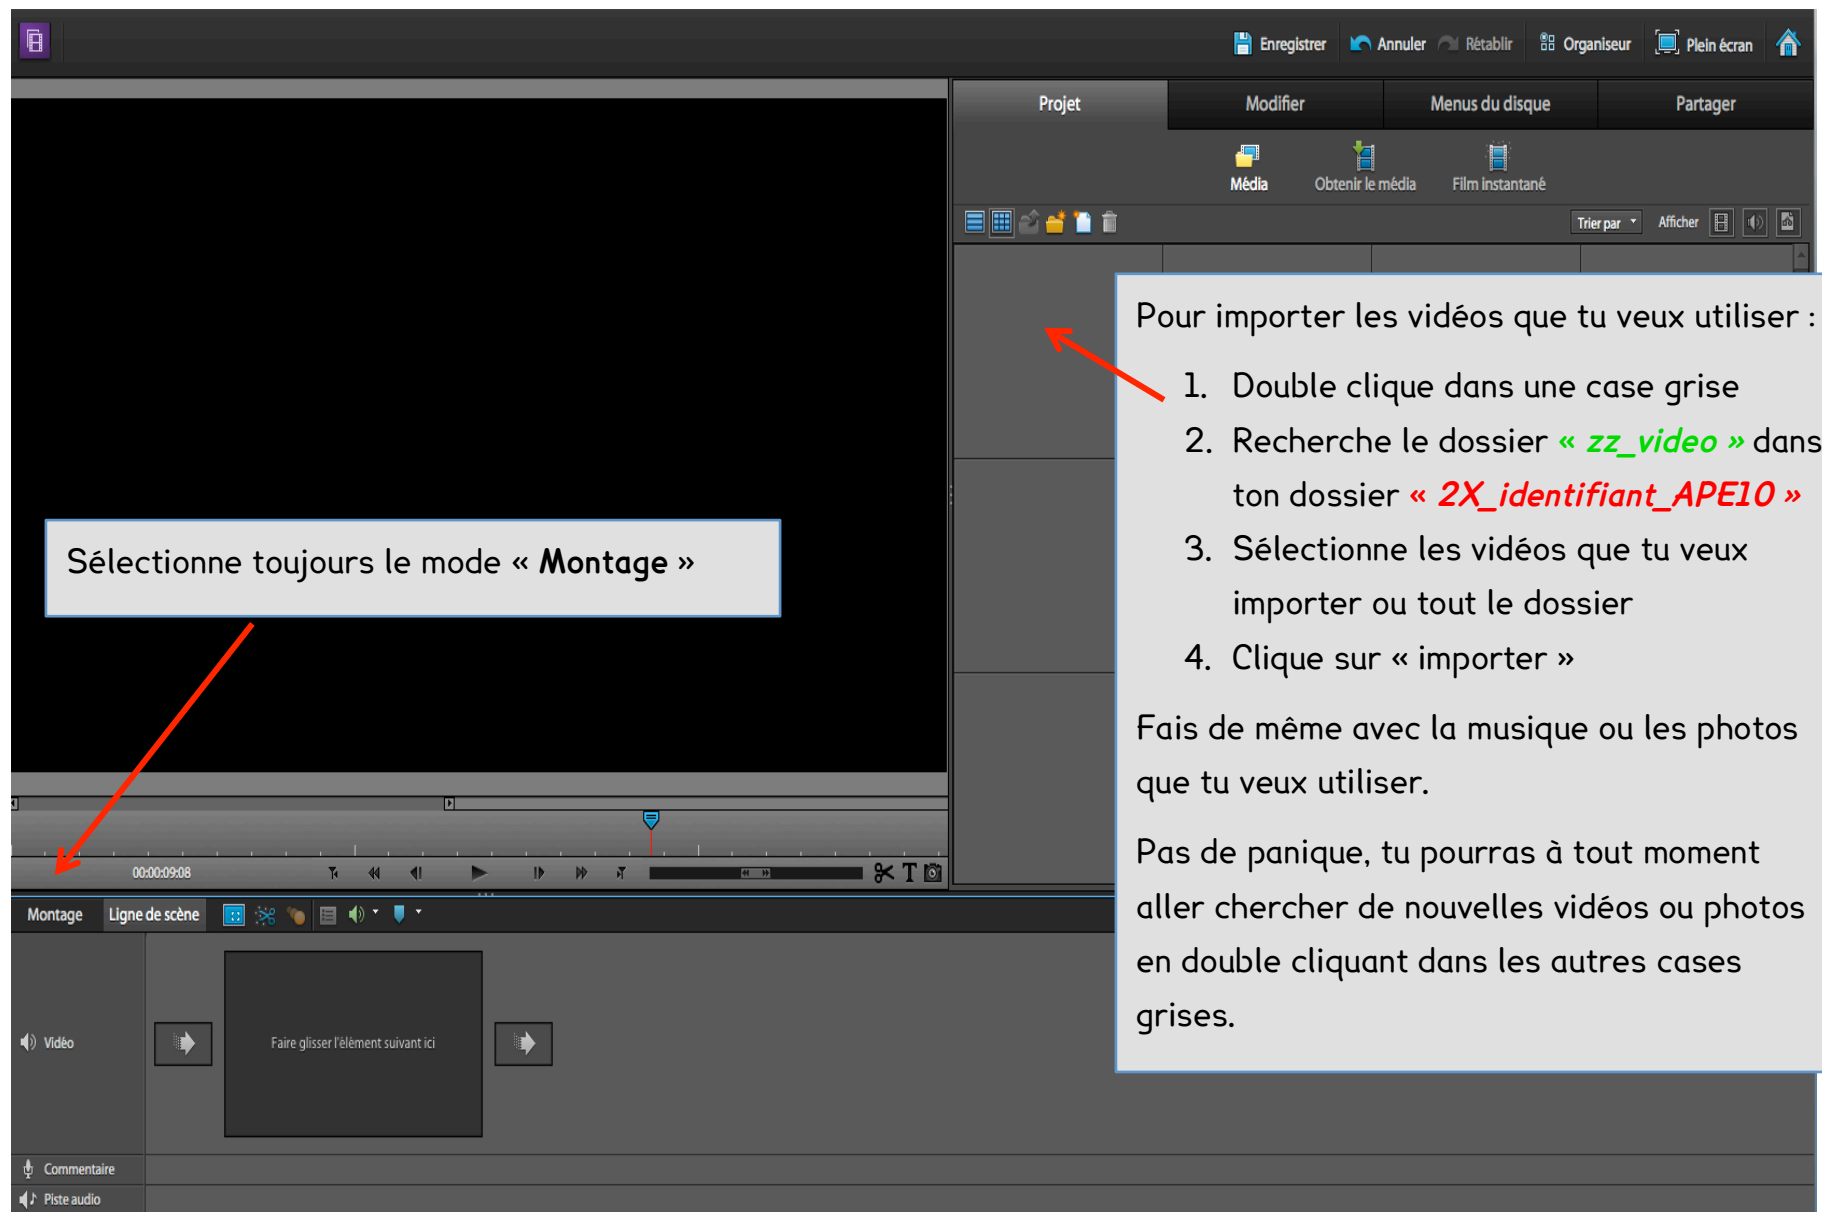 Enregistrer Annuler Rétablir Organiseur Plein écran
Projet Modifier Menus du disque Partager
Média Obtenir le média Film instantané
Trier par Afficher
Pour importer les vidéos que tu veux utiliser :
1. Double clique dans une case grise
2. Recherche le dossier « zz_video » dans
ton dossier « 2X_identifiant_APE10 »
3. Sélectionne les vidéos que tu veux
importer ou tout le dossier
4. Clique sur « importer »
Fais de même avec la musique ou les photos
que tu veux utiliser.
Pas de panique, tu pourras à tout moment
aller chercher de nouvelles vidéos ou photos
en double cliquant dans les autres cases
grises.
Sélectionne toujours le mode « Montage »
00:00:09:08
T
Montage Ligne de scène
Vidéo
Faire glisser l'élément suivant ici
Commentaire
Piste audio